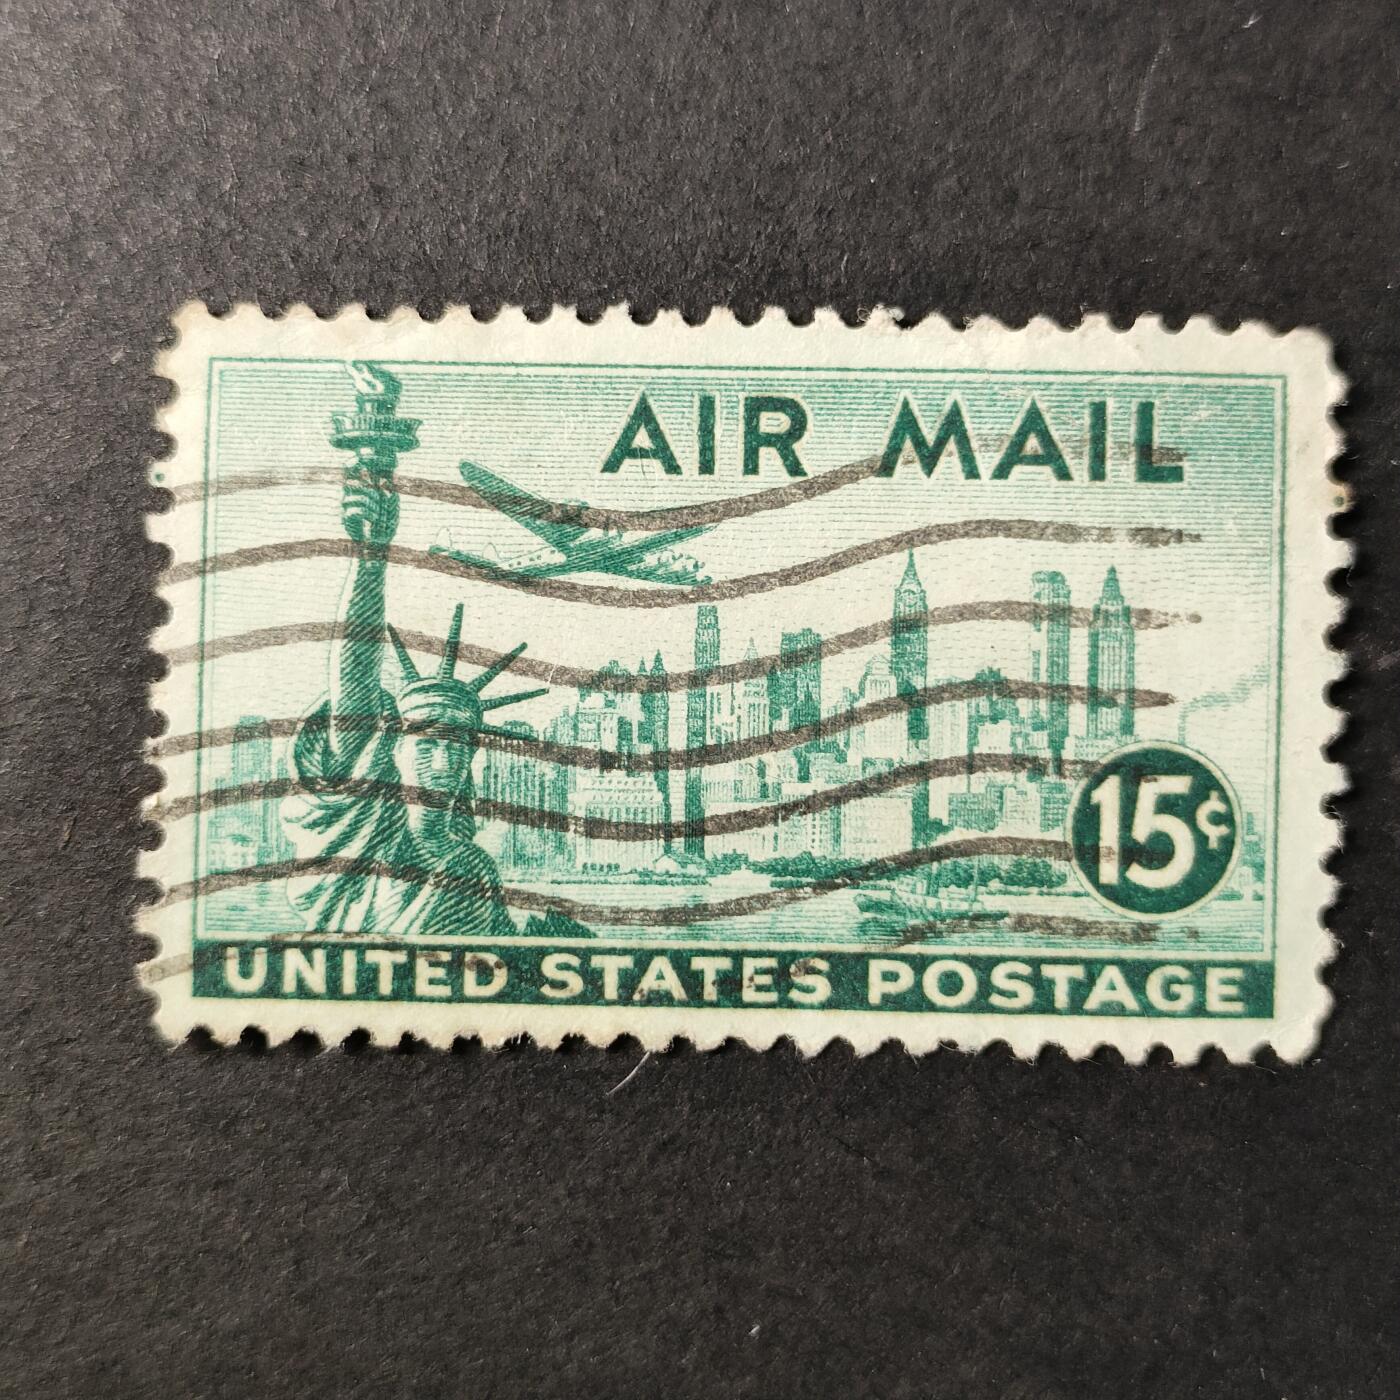 AIR MAIL
15¢
UNITED STATES POSTAGE